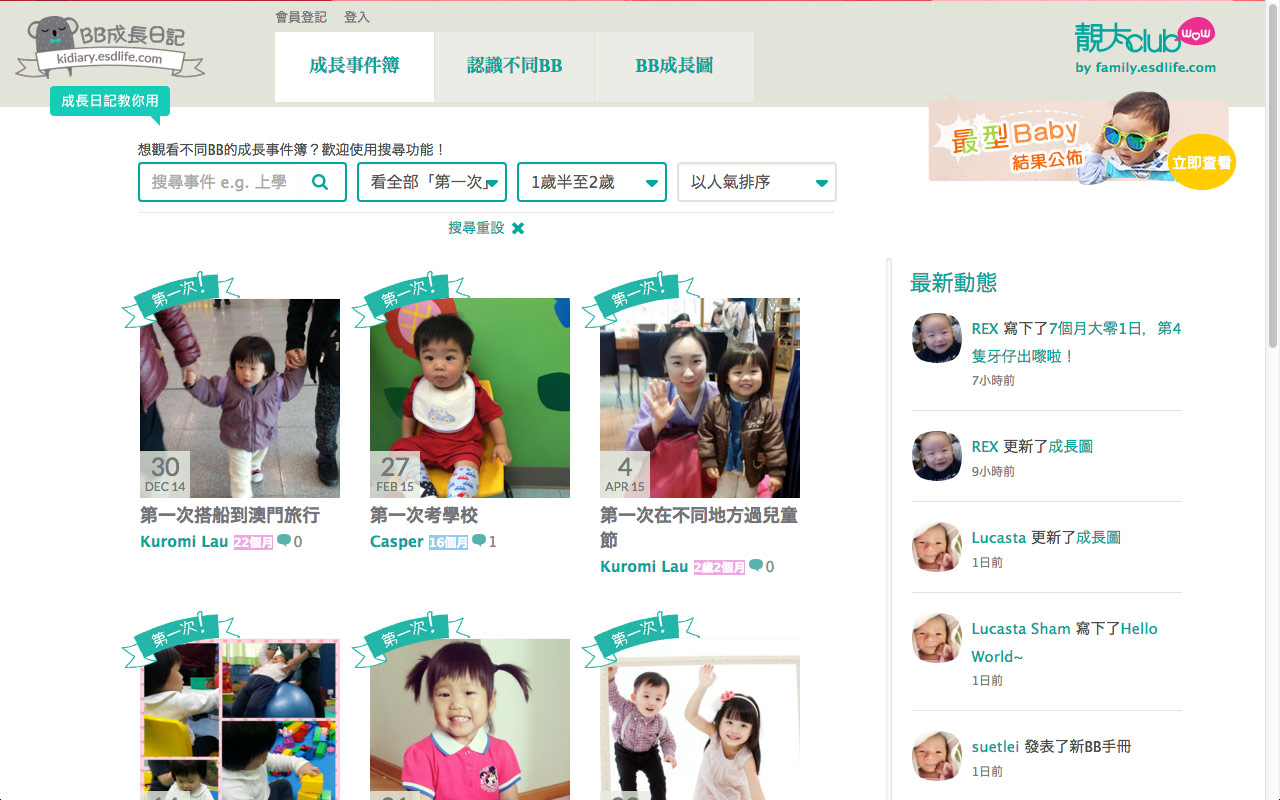 會員登記 登入
BB成長日記
kidiary.esdlife.com
成長日記教你用
成長事件簿
認識不同BB
BB成長圖
靚太club wow
by family.esdlife.com
最型Baby
結果公佈
立即查看
想觀看不同BB的成長事件簿？歡迎使用搜尋功能！
搜尋事件 e.g. 上學
看全部「第一次」
1歲半至2歲
以人氣排序
搜尋重設
第一次!
30
DEC 14
第一次搭船到澳門旅行
Kuromi Lau 22個月 0
第一次!
27
FEB 15
第一次考學校
Casper 16個月 1
第一次!
4
APR 15
第一次在不同地方過兒童
節
Kuromi Lau 2歲2個月 0
第一次!
第一次!
第一次!
最新動態
REX 寫下了7個月大零1日，第4
隻牙仔出嚟啦！
7小時前
REX 更新了成長圖
9小時前
Lucasta 更新了成長圖
1日前
Lucasta Sham 寫下了Hello
World~
1日前
suetlei 發表了新BB手冊
1日前